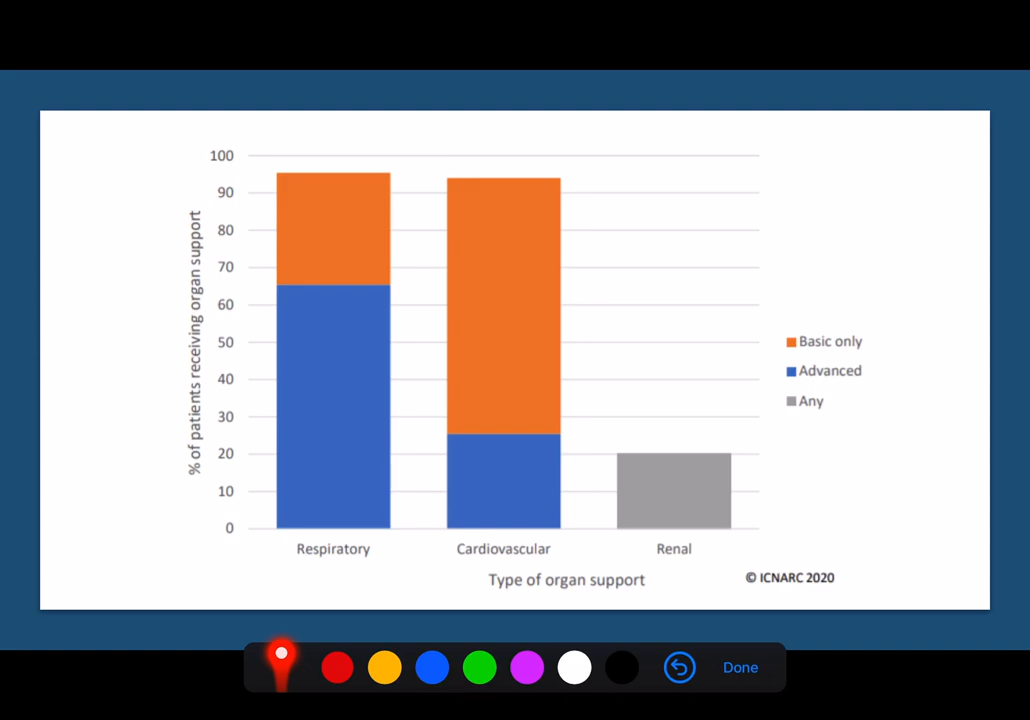 100
90
80
70
60
50
40
30
20
10
0
% of patients receiving organ support
Respiratory
Cardiovascular
Renal
Type of organ support
Basic only
Advanced
Any
© ICNARC 2020
Done